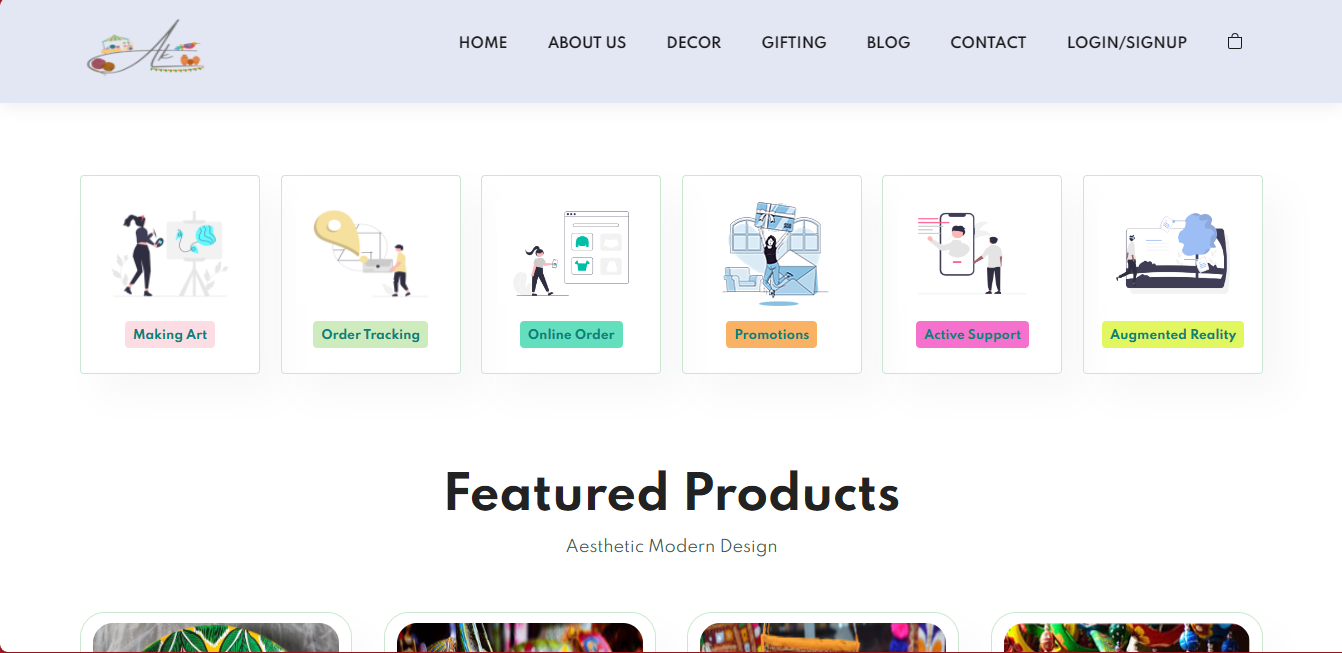 Ak
HOME ABOUT US DECOR GIFTING BLOG CONTACT LOGIN/SIGNUP
Making Art
Order Tracking
Online Order
Promotions
Active Support
Augmented Reality
Featured Products
Aesthetic Modern Design